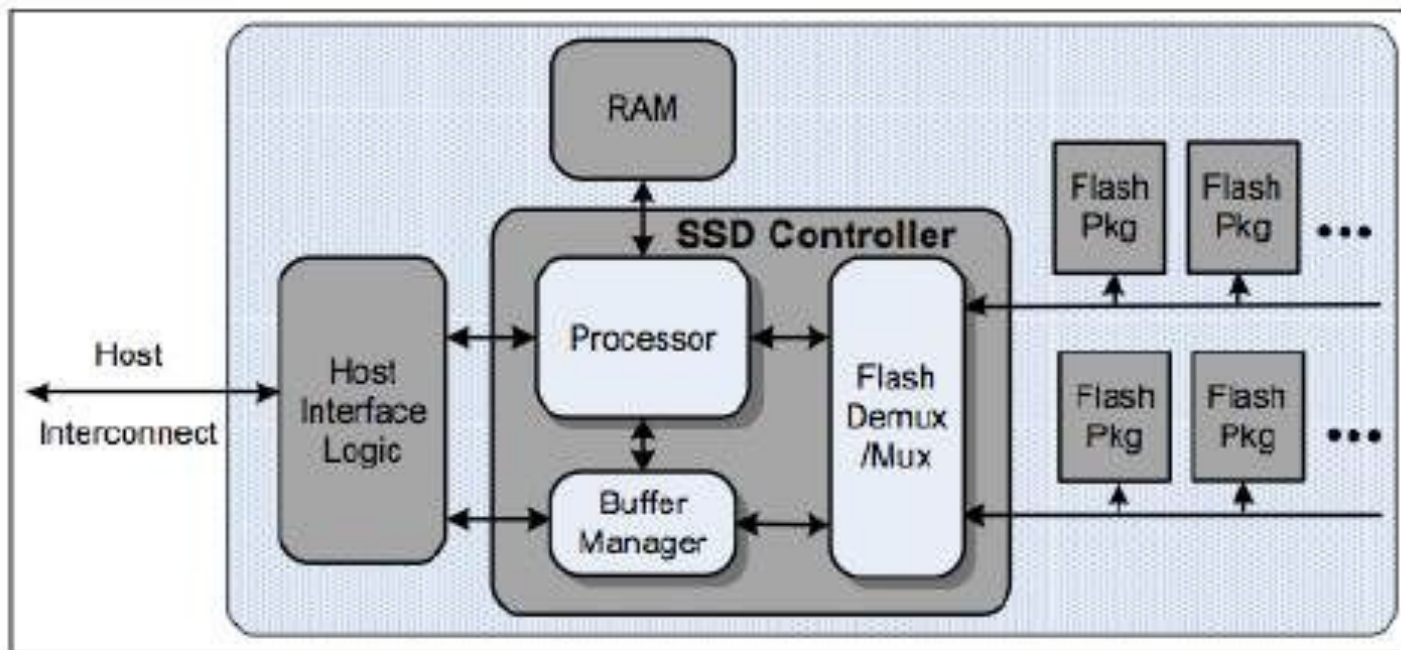 RAM
SSD Controller
Flash
Pkg
Flash
Pkg
Host
Interconnect
Host
Interface
Logic
Processor
Buffer
Manager
Flash
Demux
/Mux
Flash
Pkg
Flash
Pkg